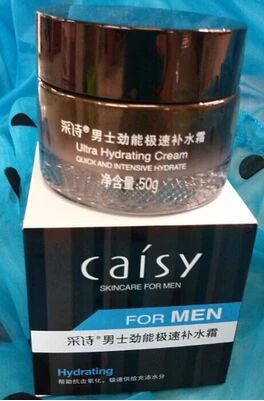 采诗®男士劲能极速补水霜
Ultra Hydrating Cream
QUICK AND INTENSIVE HYDRATE
净含量:50g
caísy
SKINCARE FOR MEN
FOR MEN
采诗®男士劲能极速补水霜
Hydrating
帮助抗击氧化，极速供给充沛水分